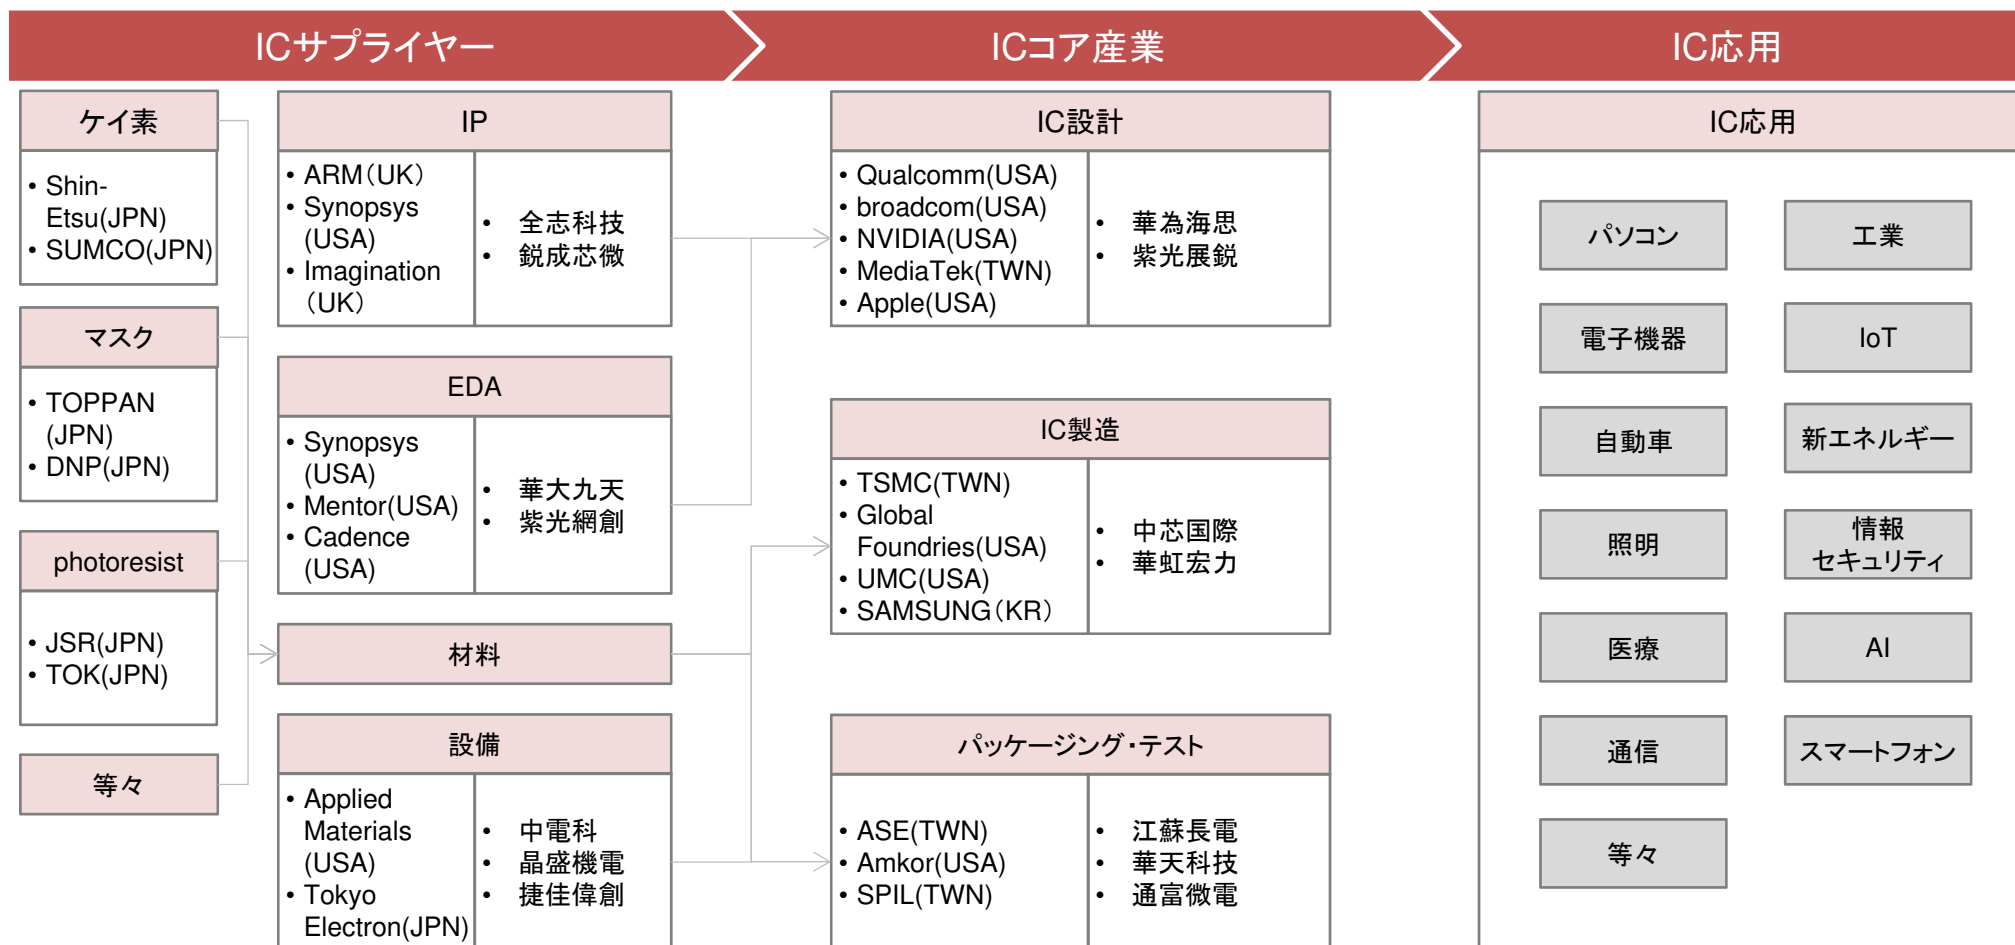 ICサプライヤー
ICコア産業
IC応用
ケイ素
• Shin-
Etsu(JPN)
• SUMCO(JPN)
マスク
• TOPPAN
(JPN)
• DNP(JPN)
photoresist
• JSR(JPN)
• TOK(JPN)
等々
IP
• ARM（UK）
• Synopsys
(USA)
• Imagination
（UK）
• 全志科技
• 鋭成芯微
EDA
• Synopsys
(USA)
• Mentor(USA)
• Cadence
(USA)
• 華大九天
• 紫光網創
材料
設備
• Applied
Materials
(USA)
• Tokyo
Electron(JPN)
• 中電科
• 晶盛機電
• 捷佳偉創
IC設計
• Qualcomm(USA)
• broadcom(USA)
• NVIDIA(USA)
• MediaTek(TWN)
• Apple(USA)
• 華為海思
• 紫光展鋭
IC製造
• TSMC(TWN)
• Global
Foundries(USA)
• UMC(USA)
• SAMSUNG（KR）
• 中芯国際
• 華虹宏力
パッケージング・テスト
• ASE(TWN)
• Amkor(USA)
• SPIL(TWN)
• 江蘇長電
• 華天科技
• 通富微電
IC応用
パソコン
工業
電子機器
IoT
自動車
新エネルギー
照明
情報
セキュリティ
医療
AI
通信
スマートフォン
等々